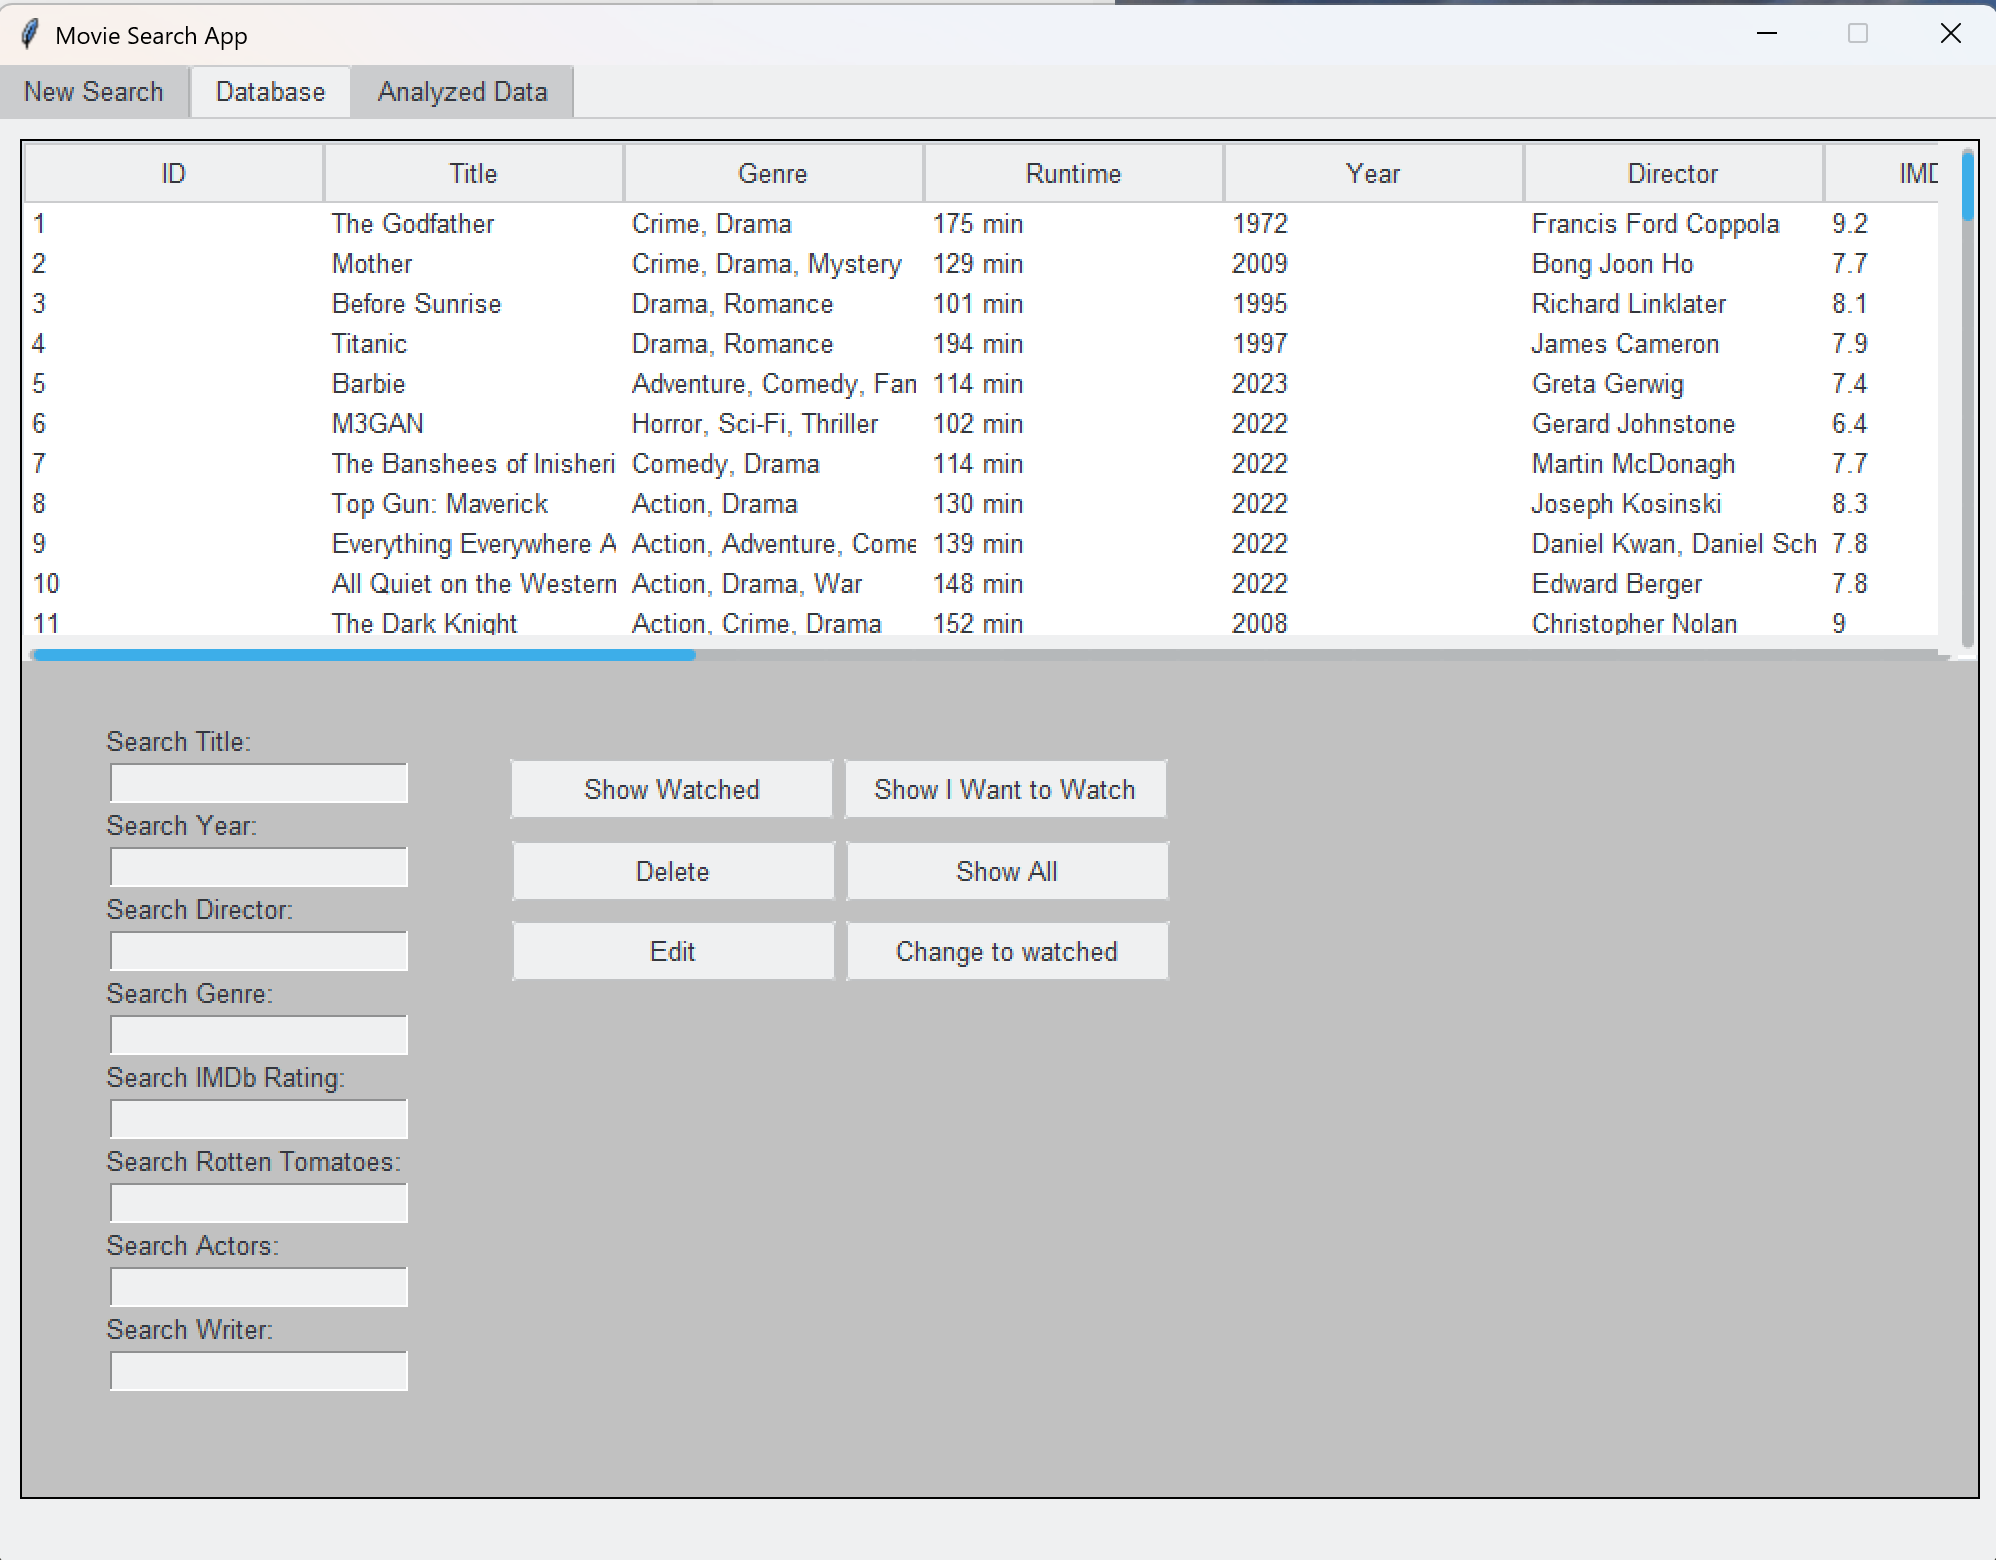 Movie Search App
New Search Database Analyzed Data
ID Title Genre Runtime Year Director IMD
1 The Godfather Crime, Drama 175 min 1972 Francis Ford Coppola 9.2
2 Mother Crime, Drama, Mystery 129 min 2009 Bong Joon Ho 7.7
3 Before Sunrise Drama, Romance 101 min 1995 Richard Linklater 8.1
4 Titanic Drama, Romance 194 min 1997 James Cameron 7.9
5 Barbie Adventure, Comedy, Fan 114 min 2023 Greta Gerwig 7.4
6 M3GAN Horror, Sci-Fi, Thriller 102 min 2022 Gerard Johnstone 6.4
7 The Banshees of Inisheri Comedy, Drama 114 min 2022 Martin McDonagh 7.7
8 Top Gun: Maverick Action, Drama 130 min 2022 Joseph Kosinski 8.3
9 Everything Everywhere A Action, Adventure, Come 139 min 2022 Daniel Kwan, Daniel Sch 7.8
10 All Quiet on the Western Action, Drama, War 148 min 2022 Edward Berger 7.8
11 The Dark Knight Action, Crime, Drama 152 min 2008 Christopher Nolan 9
Search Title:
Show Watched Show I Want to Watch
Search Year:
Delete Show All
Search Director:
Edit Change to watched
Search Genre:
Search IMDb Rating:
Search Rotten Tomatoes:
Search Actors:
Search Writer: